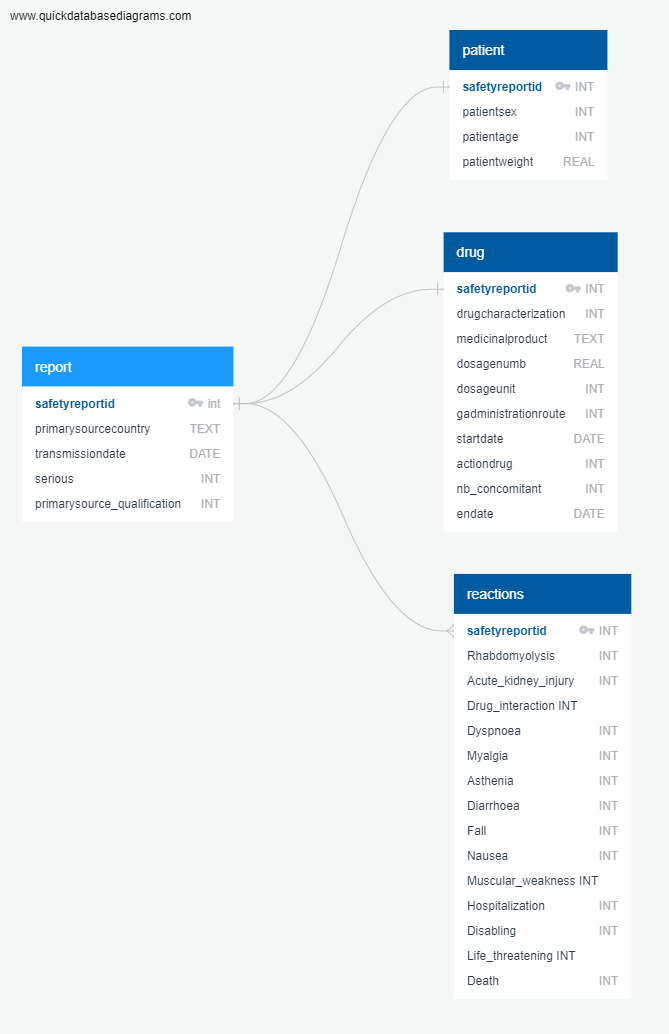 www.quickdatabasediagrams.com
patient
safetyreportid INT
patientsex INT
patientage INT
patientweight REAL
drug
safetyreportid INT
drugcharacterization INT
medicinalproduct TEXT
dosagenumb REAL
dosageunit INT
gadministrationroute INT
startdate DATE
actiondrug INT
nb_concomitant INT
endate DATE
report
safetyreportid int
primarysourcecountry TEXT
transmissiondate DATE
serious INT
primarysource_qualification INT
reactions
safetyreportid INT
Rhabdomyolysis INT
Acute_kidney_injury INT
Drug_interaction INT
Dyspnoea INT
Myalgia INT
Asthenia INT
Diarrhoea INT
Fall INT
Nausea INT
Muscular_weakness INT
Hospitalization INT
Disabling INT
Life_threatening INT
Death INT